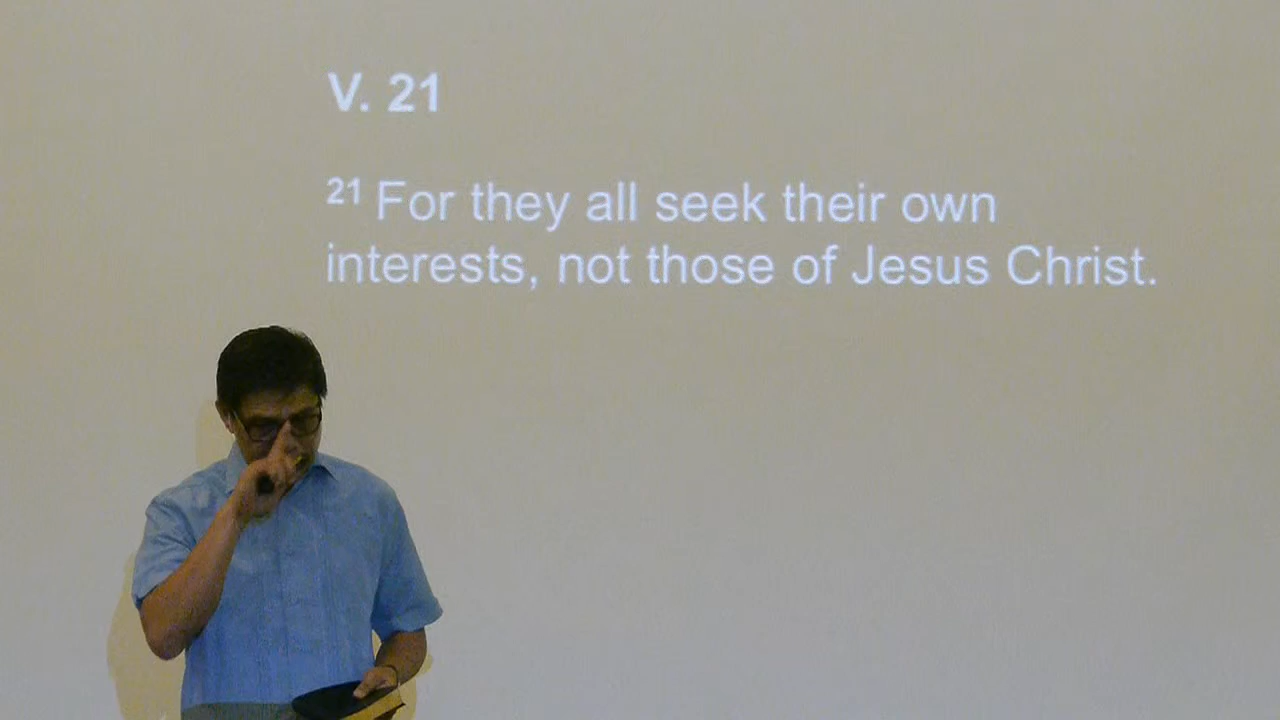 V. 21
21 For they all seek their own
interests, not those of Jesus Christ.